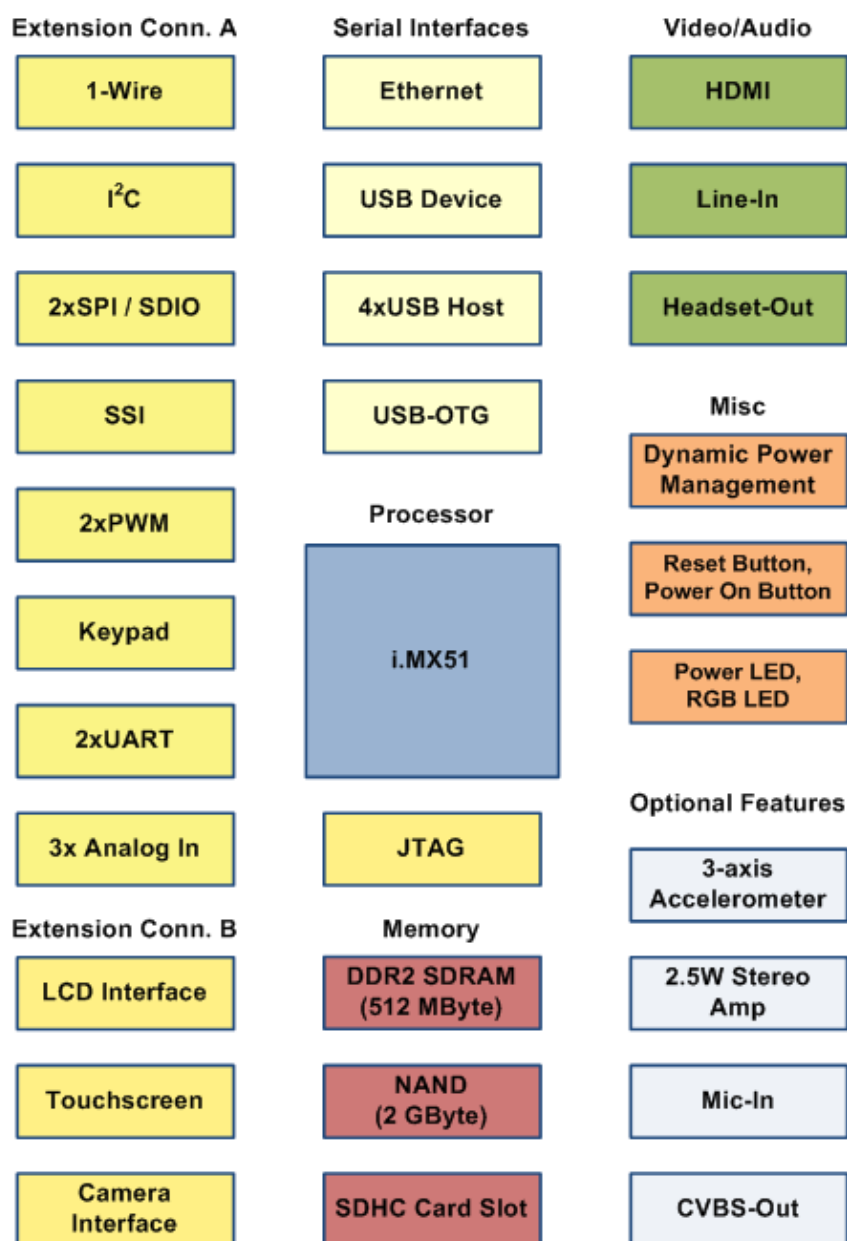 Extension Conn. A
1-Wire
I²C
2xSPI / SDIO
SSI
2xPWM
Keypad
2xUART
3x Analog In
Extension Conn. B
LCD Interface
Touchscreen
Camera
Interface
Serial Interfaces
Ethernet
USB Device
4xUSB Host
USB-OTG
Processor
i.MX51
JTAG
Memory
DDR2 SDRAM
(512 MByte)
NAND
(2 GByte)
SDHC Card Slot
Video/Audio
HDMI
Line-In
Headset-Out
Misc
Dynamic Power
Management
Reset Button,
Power On Button
Power LED,
RGB LED
Optional Features
3-axis
Accelerometer
2.5W Stereo
Amp
Mic-In
CVBS-Out